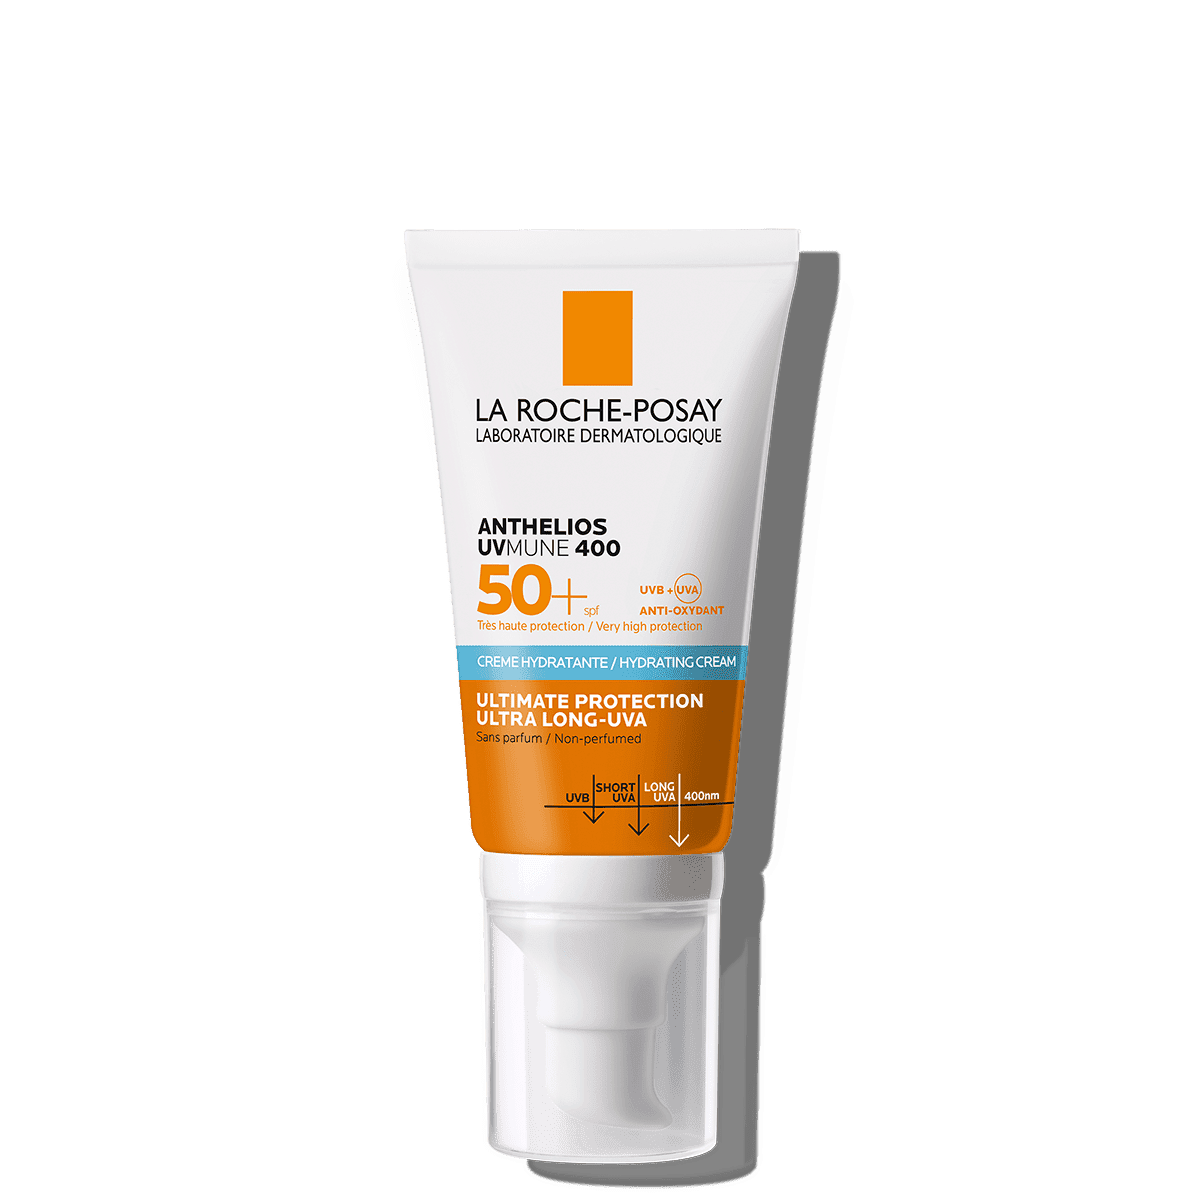 LA ROCHE-POSAY
LABORATOIRE DERMATOLOGIQUE
ANTHELIOS
UVMUNE 400
50+ spf
UVB + UVA
ANTI-OXYDANT
Très haute protection / Very high protection
CREME HYDRATANTE / HYDRATING CREAM
ULTIMATE PROTECTION
ULTRA LONG-UVA
Sans parfum / Non-perfumed
UVB
SHORT
UVA
LONG
UVA
400nm